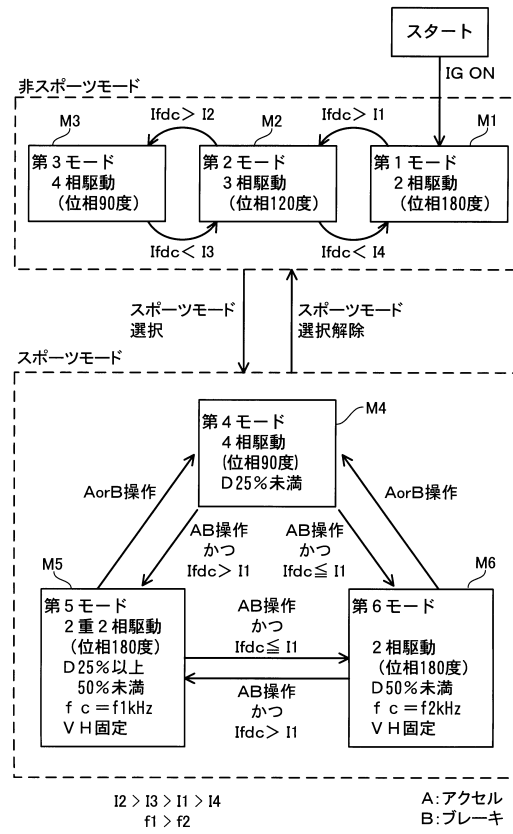 スタート
IG ON
非スポーツモード
M3
Ifdc＞I2
M2
Ifdc＞I1
M1
第３モード
４相駆動
(位相90度)
第２モード
３相駆動
(位相120度)
第１モード
２相駆動
(位相180度)
Ifdc＜I3
Ifdc＜I4
スポーツモード
選択
スポーツモード
選択解除
スポーツモード
M4
第４モード
４相駆動
(位相90度)
Ｄ25％未満
AorB操作
AorB操作
AB操作
かつ
Ifdc＞I1
AB操作
かつ
Ifdc≦I1
M5
M6
第５モード
２重２相駆動
(位相180度)
Ｄ25％以上
50％未満
ｆｃ＝f1kHz
ＶＨ固定
AB操作
かつ
Ifdc≦I1
AB操作
かつ
Ifdc＞I1
第６モード
２相駆動
(位相180度)
Ｄ50％未満
ｆｃ＝f2kHz
ＶＨ固定
I2＞I3＞I1＞I4
f1＞f2
A:アクセル
B:ブレーキ